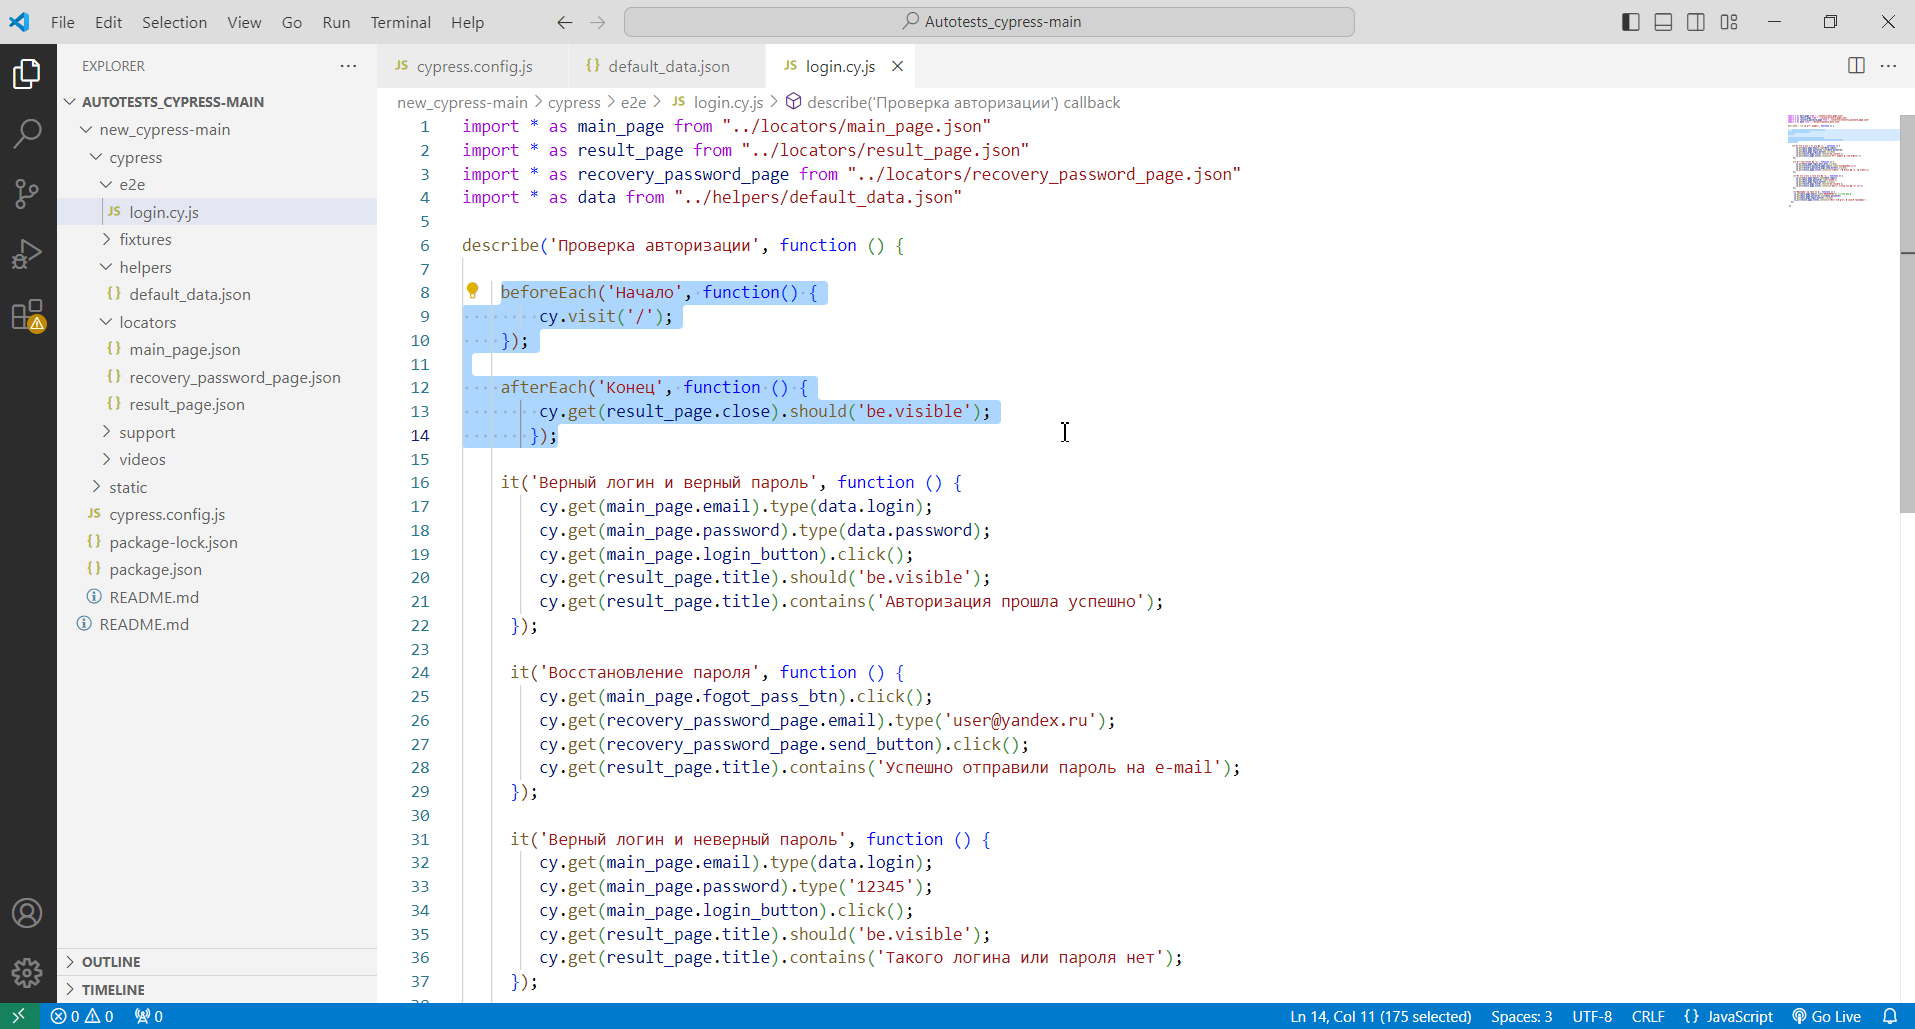 File Edit Selection View Go Run Terminal Help
Autotests_cypress-main
EXPLORER
AUTOTESTS_CYPRESS-MAIN
new_cypress-main
cypress
e2e
JS login.cy.js
fixtures
helpers
{} default_data.json
locators
{} main_page.json
{} recovery_password_page.json
{} result_page.json
support
videos
static
JS cypress.config.js
{} package-lock.json
{} package.json
README.md
README.md
OUTLINE
TIMELINE
JS cypress.config.js {} default_data.json JS login.cy.js
new_cypress-main > cypress > e2e > JS login.cy.js > describe('Проверка авторизации') callback
1 import * as main_page from "../locators/main_page.json"
2 import * as result_page from "../locators/result_page.json"
3 import * as recovery_password_page from "../locators/recovery_password_page.json"
4 import * as data from "../helpers/default_data.json"
5
6 describe('Проверка авторизации', function () {
7
8 beforeEach('Начало', function() {
9 cy.visit('/');
10 });
11
12 afterEach('Конец', function () {
13 cy.get(result_page.close).should('be.visible');
14 });
15
16 it('Верный логин и верный пароль', function () {
17 cy.get(main_page.email).type(data.login);
18 cy.get(main_page.password).type(data.password);
19 cy.get(main_page.login_button).click();
20 cy.get(result_page.title).should('be.visible');
21 cy.get(result_page.title).contains('Авторизация прошла успешно');
22 });
23
24 it('Восстановление пароля', function () {
25 cy.get(main_page.fogot_pass_btn).click();
26 cy.get(recovery_password_page.email).type('user@yandex.ru');
27 cy.get(recovery_password_page.send_button).click();
28 cy.get(result_page.title).contains('Успешно отправили пароль на e-mail');
29 });
30
31 it('Верный логин и неверный пароль', function () {
32 cy.get(main_page.email).type(data.login);
33 cy.get(main_page.password).type('12345');
34 cy.get(main_page.login_button).click();
35 cy.get(result_page.title).should('be.visible');
36 cy.get(result_page.title).contains('Такого логина или пароля нет');
37 });
0 0 0 Ln 14, Col 11 (175 selected) Spaces: 3 UTF-8 CRLF {} JavaScript Go Live